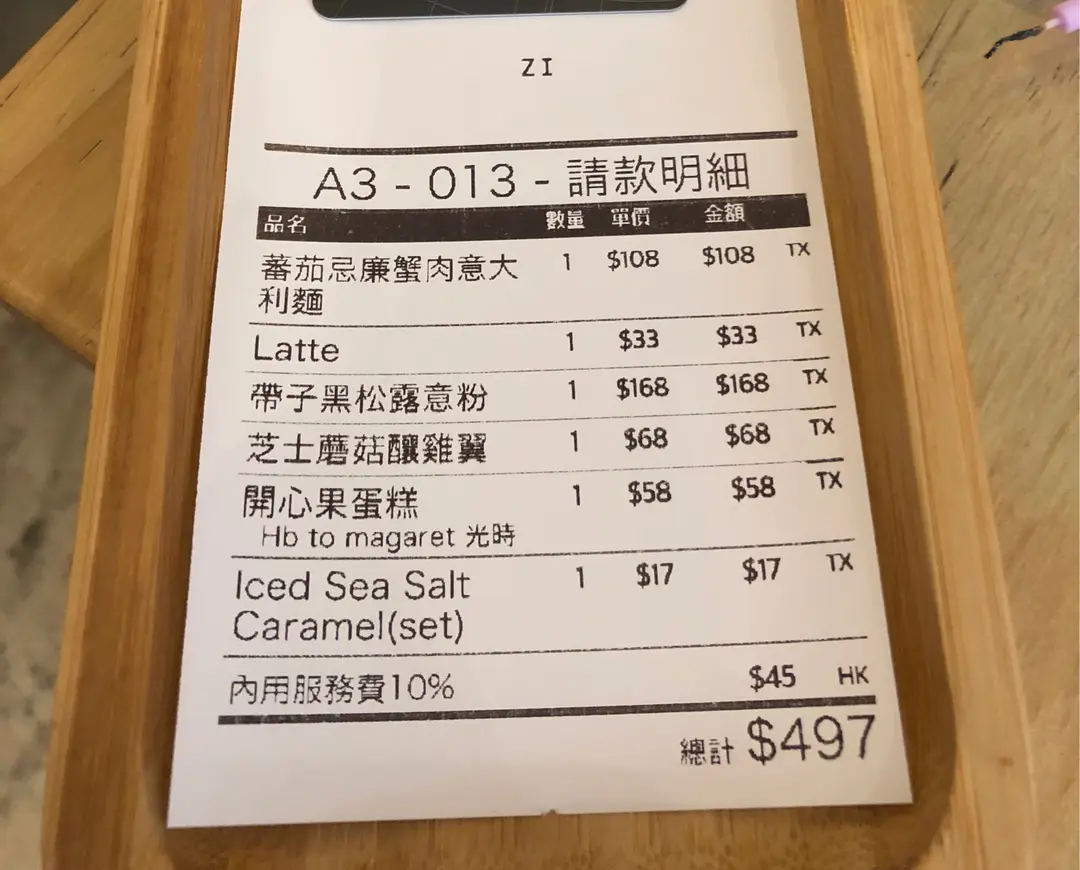 ZI
A3 - 013 - 請款明細
品名 數量 單價 金額
蕃茄忌廉蟹肉意大 1 $108 $108 TX
利麵
Latte 1 $33 $33 TX
帶子黑松露意粉 1 $168 $168 TX
芝士蘑菇釀雞翼 1 $68 $68 TX
開心果蛋糕 1 $58 $58 TX
Hb to magaret 光時
Iced Sea Salt 1 $17 $17 TX
Caramel(set)
內用服務費10% $45 HK
總計 $497